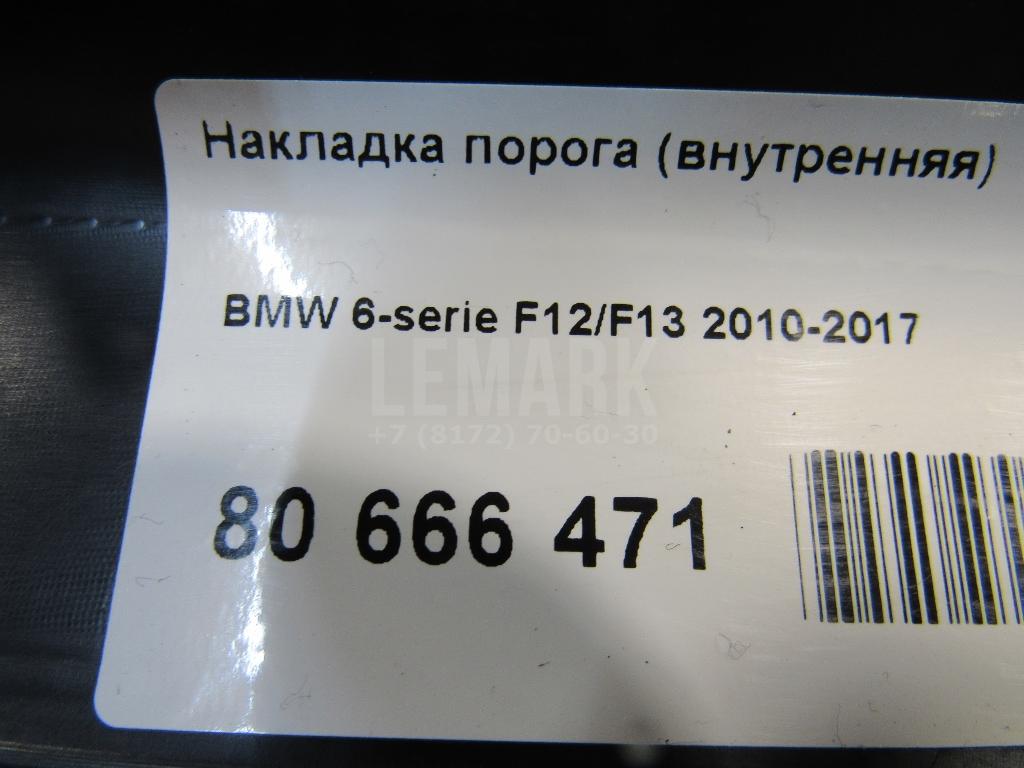 Накладка порога (внутренняя)
BMW 6-serie F12/F13 2010-2017
LEMARK
+7 (8172) 70-60-30
80 666 471